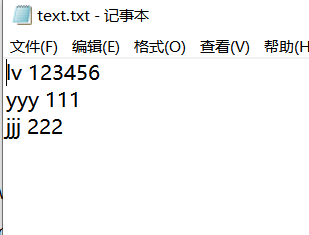 text.txt - 记事本
文件(F) 编辑(E) 格式(O) 查看(V) 帮助(H
lv 123456
yyy 111
jjj 222